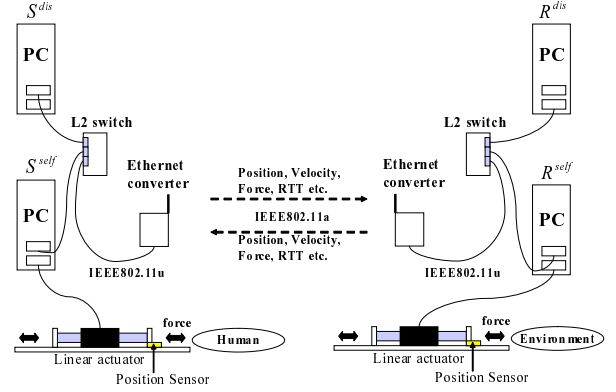 S^dis
R^dis
PC
PC
L2 switch
L2 switch
S^self
Ethernet
converter
Position, Velocity,
Force, RTT etc.
IEEE802.11a
Position, Velocity,
Force, RTT etc.
Ethernet
converter
R^self
PC
PC
IEEE802.11u
IEEE802.11u
force
Human
Linear actuator
Position Sensor
force
Environment
Linear actuator
Position Sensor